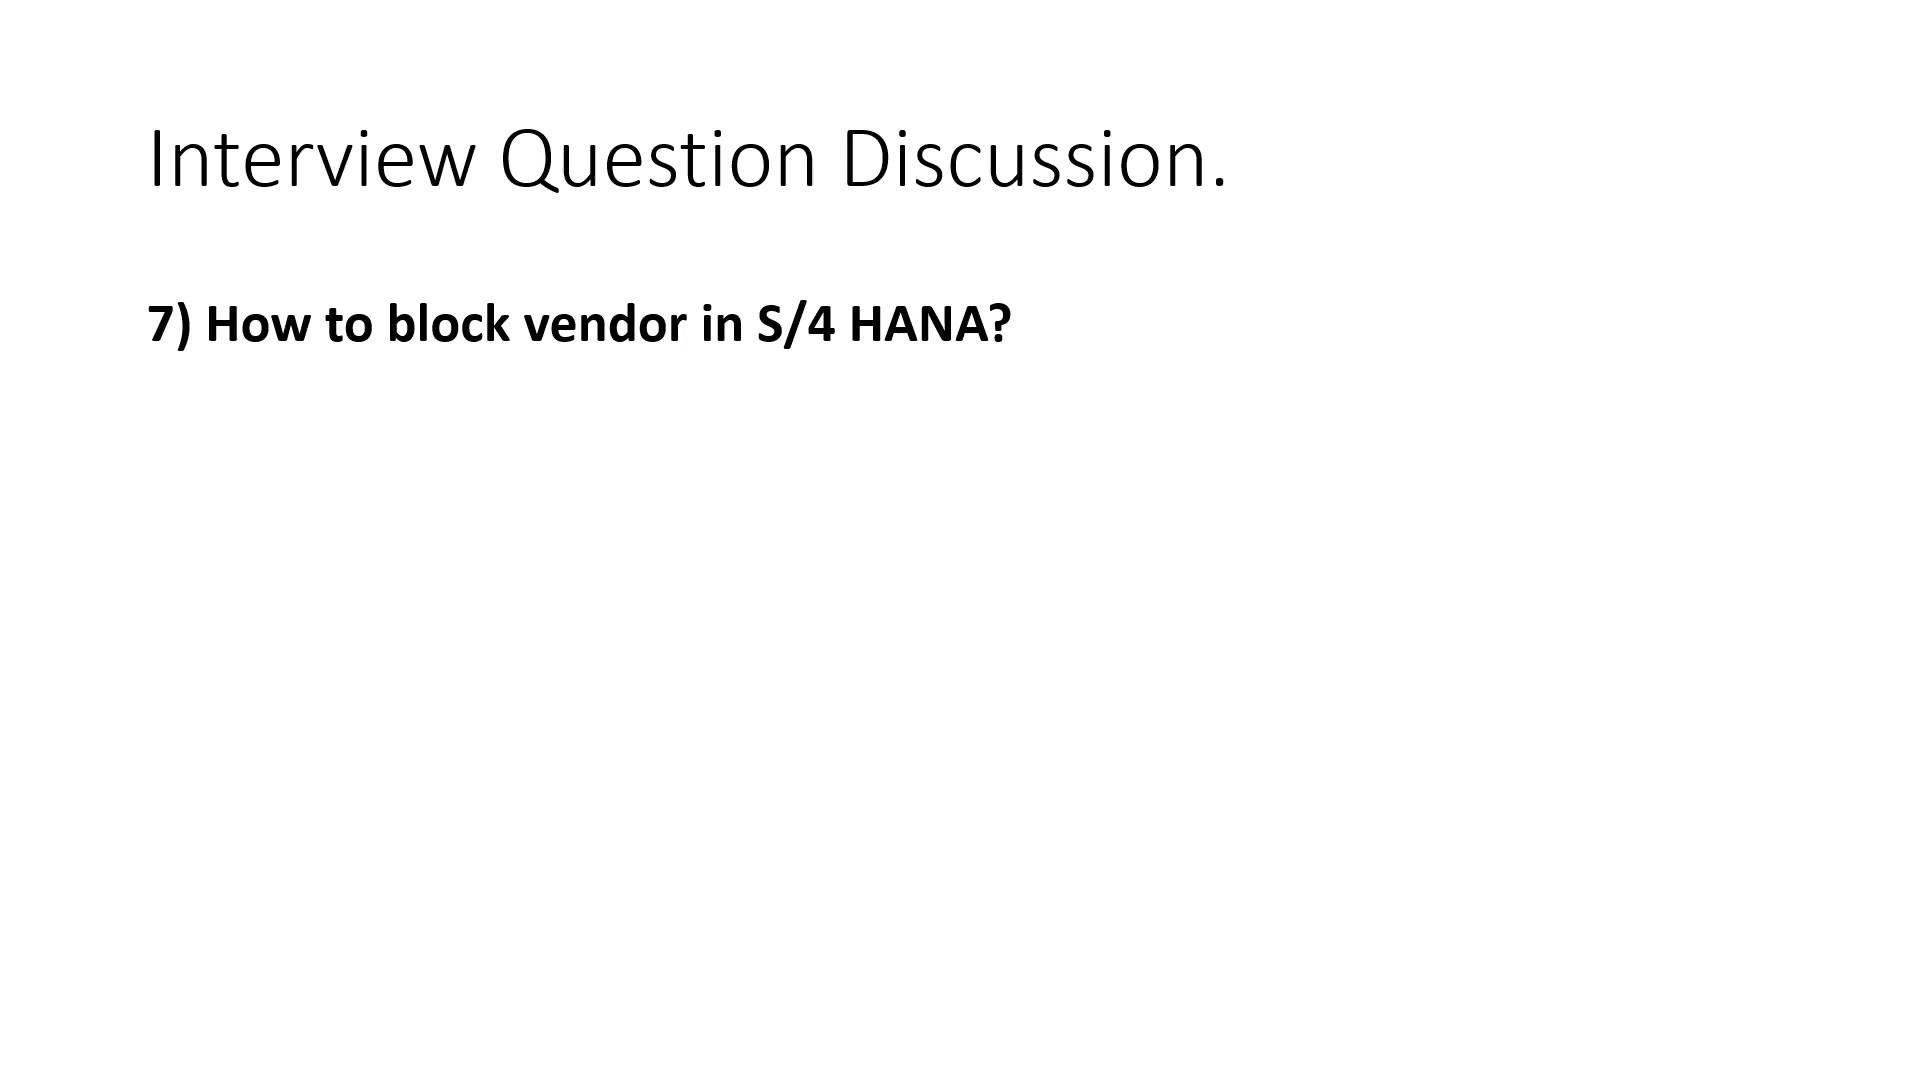 Interview Question Discussion.
7) How to block vendor in S/4 HANA?